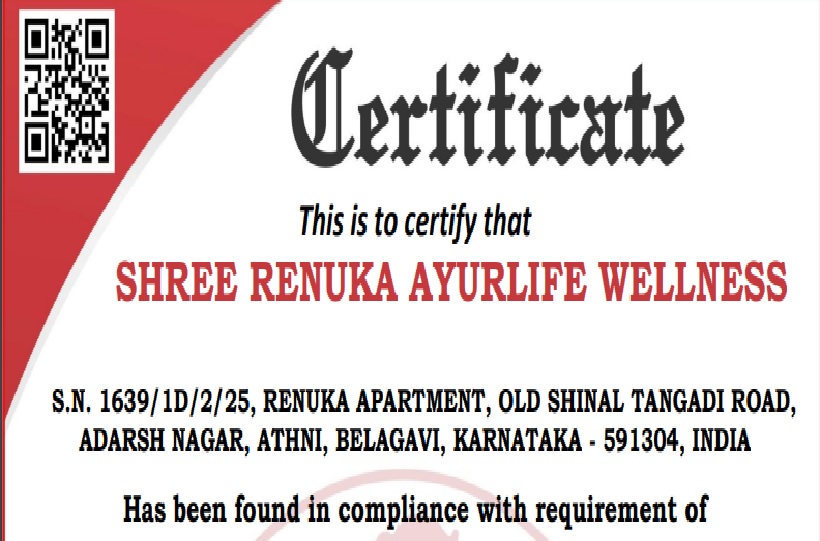 Certificate
This is to certify that
SHREE RENUKA AYURLIFE WELLNESS
S.N. 1639/1D/2/25, RENUKA APARTMENT, OLD SHINAL TANGADI ROAD,
ADARSH NAGAR, ATHNI, BELAGAVI, KARNATAKA - 591304, INDIA
Has been found in compliance with requirement of